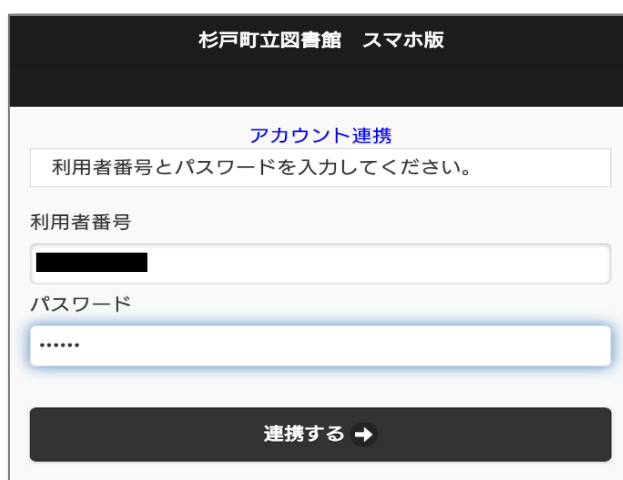 杉戸町立図書館　スマホ版
アカウント連携
利用者番号とパスワードを入力してください。
利用者番号
パスワード
••••••
連携する